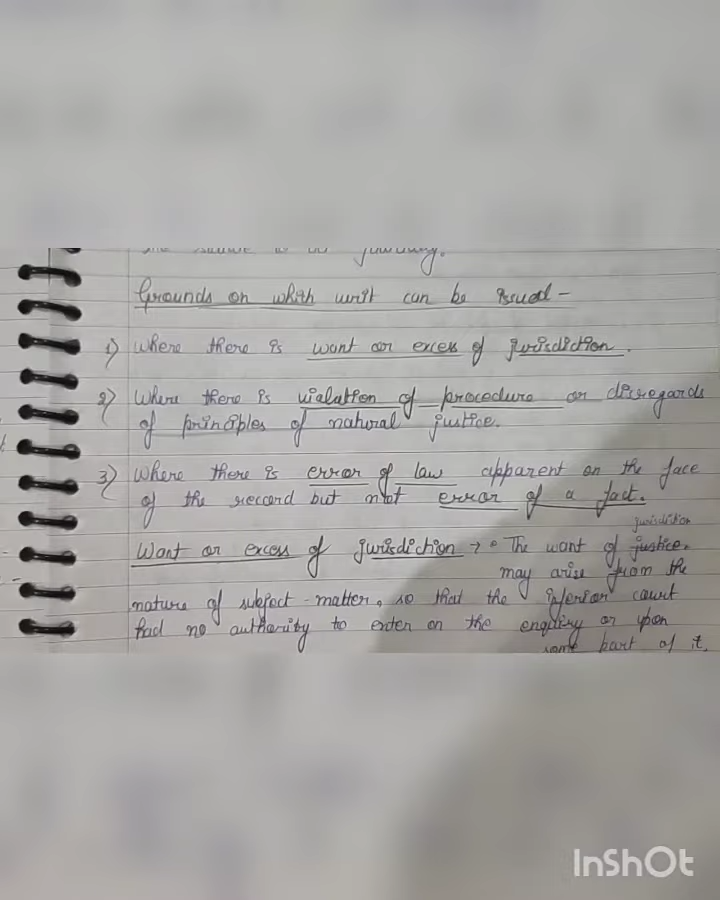 Grounds on which writ can be issued -
1) Where there is want or excess of jurisdiction.
2) Where there is violation of procedure or disregards
of principles of natural justice.
3) Where there is error of law apparent on the face
of the record but not error of a fact.
jurisdiction
Want or excess of jurisdiction → • The want of justice.
may arise from the
nature of subject-matter, so that the inferior court
had no authority to enter on the enquiry or upon
some part of it.
InShOt